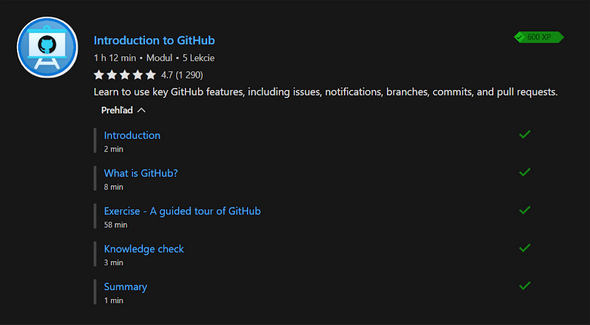 Introduction to GitHub
600 XP
1 h 12 min • Modul • 5 Lekcie
4.7 (1 290)
Learn to use key GitHub features, including issues, notifications, branches, commits, and pull requests.
Prehľad
Introduction
2 min
What is GitHub?
8 min
Exercise - A guided tour of GitHub
58 min
Knowledge check
3 min
Summary
1 min